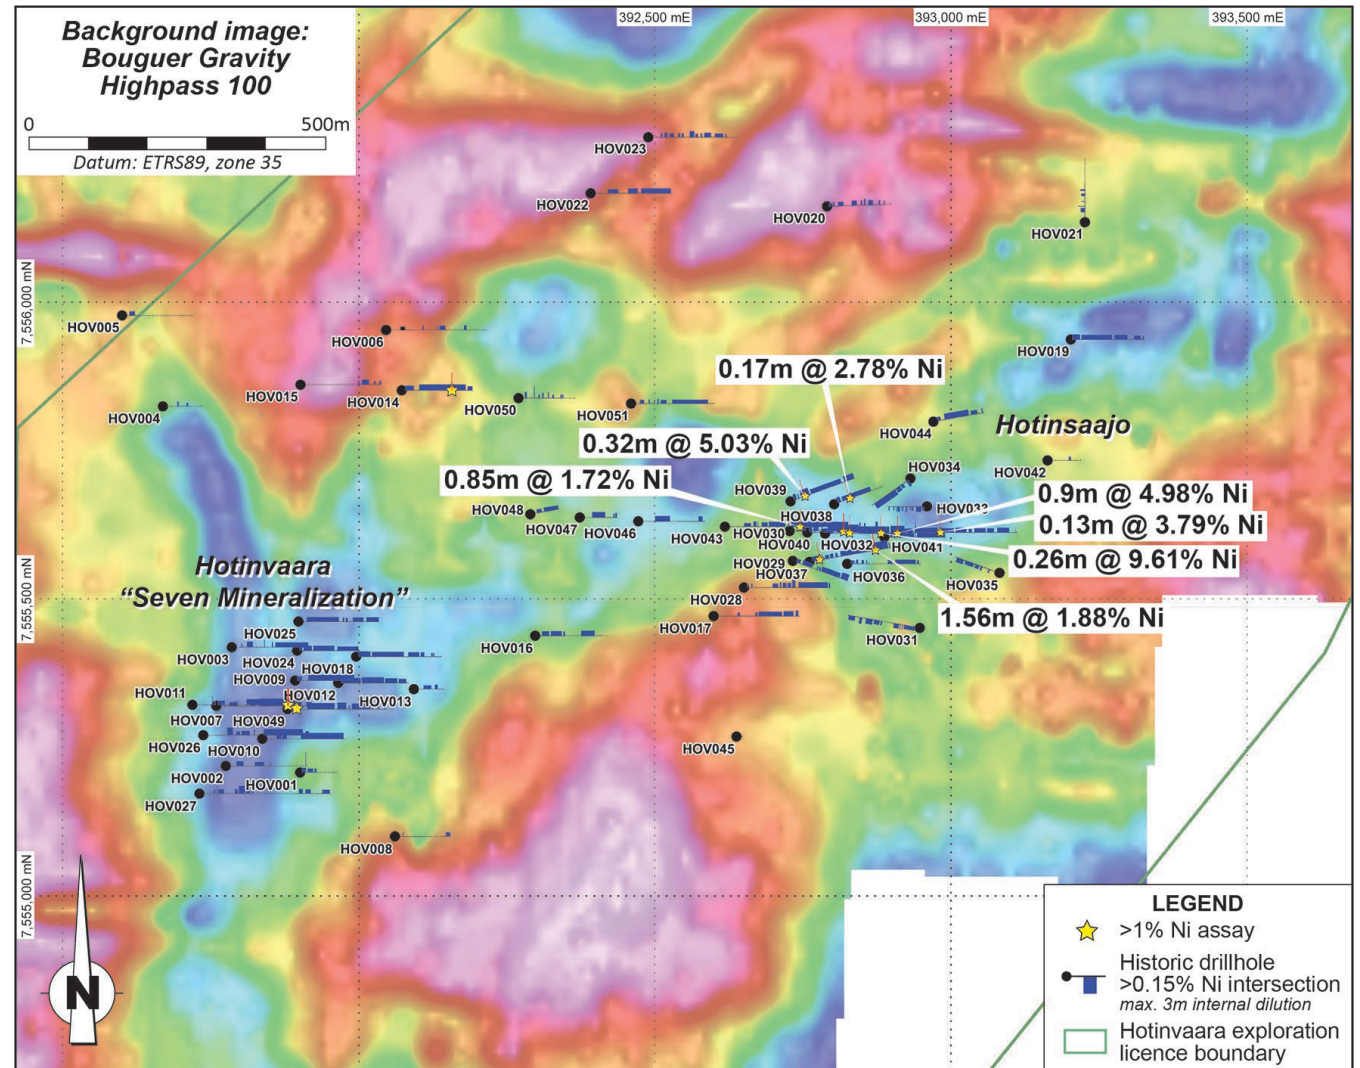 Background image:
Bouguer Gravity
Highpass 100
0 500m
Datum: ETRS89, zone 35
392,500 mE
393,000 mE
393,500 mE
7,556,000 mN
7,555,500 mN
7,555,000 mN
HOV023
HOV022
HOV020
HOV021
HOV005
HOV006
HOV019
HOV015
HOV014
HOV004
HOV050
HOV051
0.17m @ 2.78% Ni
HOV044
Hotinsaajo
0.32m @ 5.03% Ni
HOV042
HOV034
0.85m @ 1.72% Ni
HOV039
0.9m @ 4.98% Ni
HOV048
HOV047
HOV046
HOV043
HOV038
HOV030
HOV040
HOV032
HOV041
0.13m @ 3.79% Ni
HOV029
HOV037
HOV036
HOV035
0.26m @ 9.61% Ni
HOV028
HOV017
HOV031
1.56m @ 1.88% Ni
HOV016
Hotinvaara
“Seven Mineralization”
HOV025
HOV003
HOV024
HOV018
HOV009
HOV011
HOV012
HOV013
HOV007
HOV049
HOV026
HOV010
HOV002
HOV001
HOV027
HOV045
HOV008
N
LEGEND
>1% Ni assay
Historic drillhole
>0.15% Ni intersection
max. 3m internal dilution
Hotinvaara exploration
licence boundary